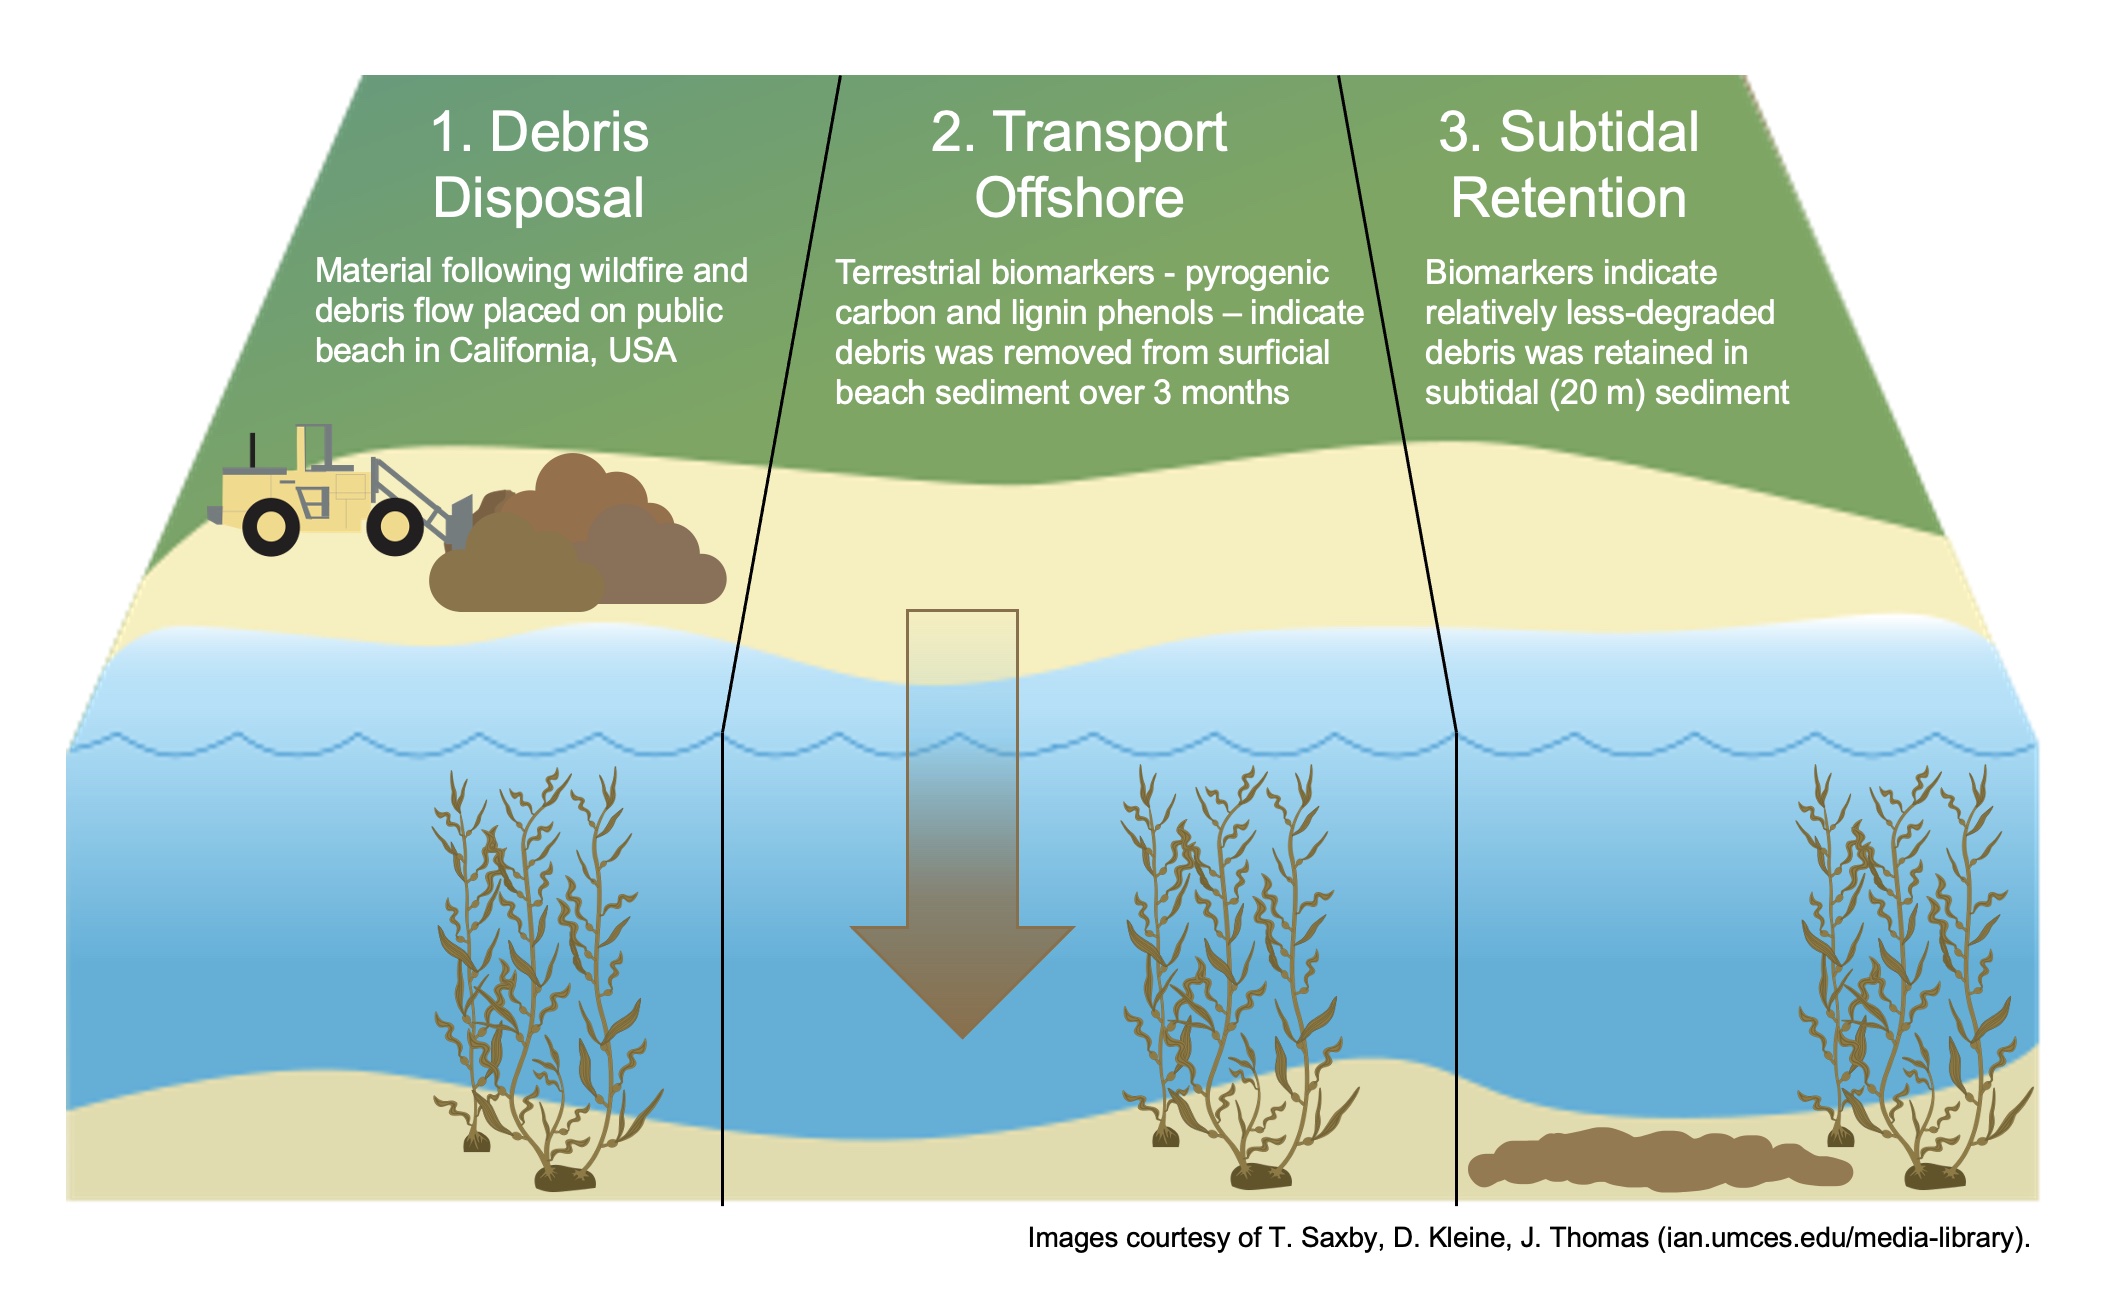 1. Debris
Disposal
Material following wildfire and
debris flow placed on public
beach in California, USA
2. Transport
Offshore
Terrestrial biomarkers - pyrogenic
carbon and lignin phenols – indicate
debris was removed from surficial
beach sediment over 3 months
3. Subtidal
Retention
Biomarkers indicate
relatively less-degraded
debris was retained in
subtidal (20 m) sediment
Images courtesy of T. Saxby, D. Kleine, J. Thomas (ian.umces.edu/media-library).